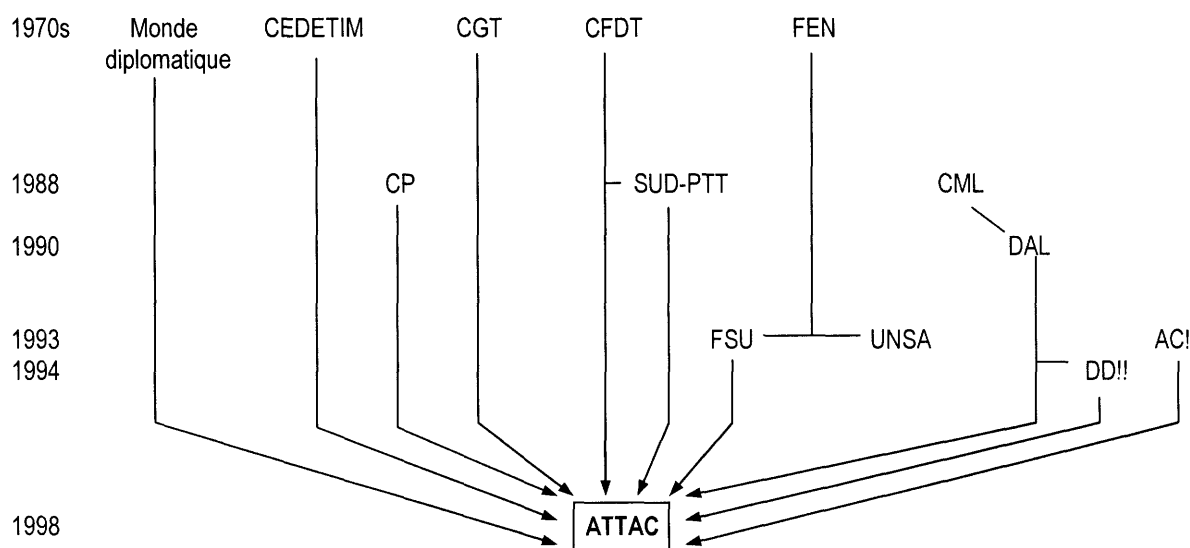 1970s Monde diplomatique CEDETIM CGT CFDT FEN
1988 CP SUD-PTT CML
1990 DAL
1993 FSU UNSA AC!
1994 DD!!
1998 ATTAC